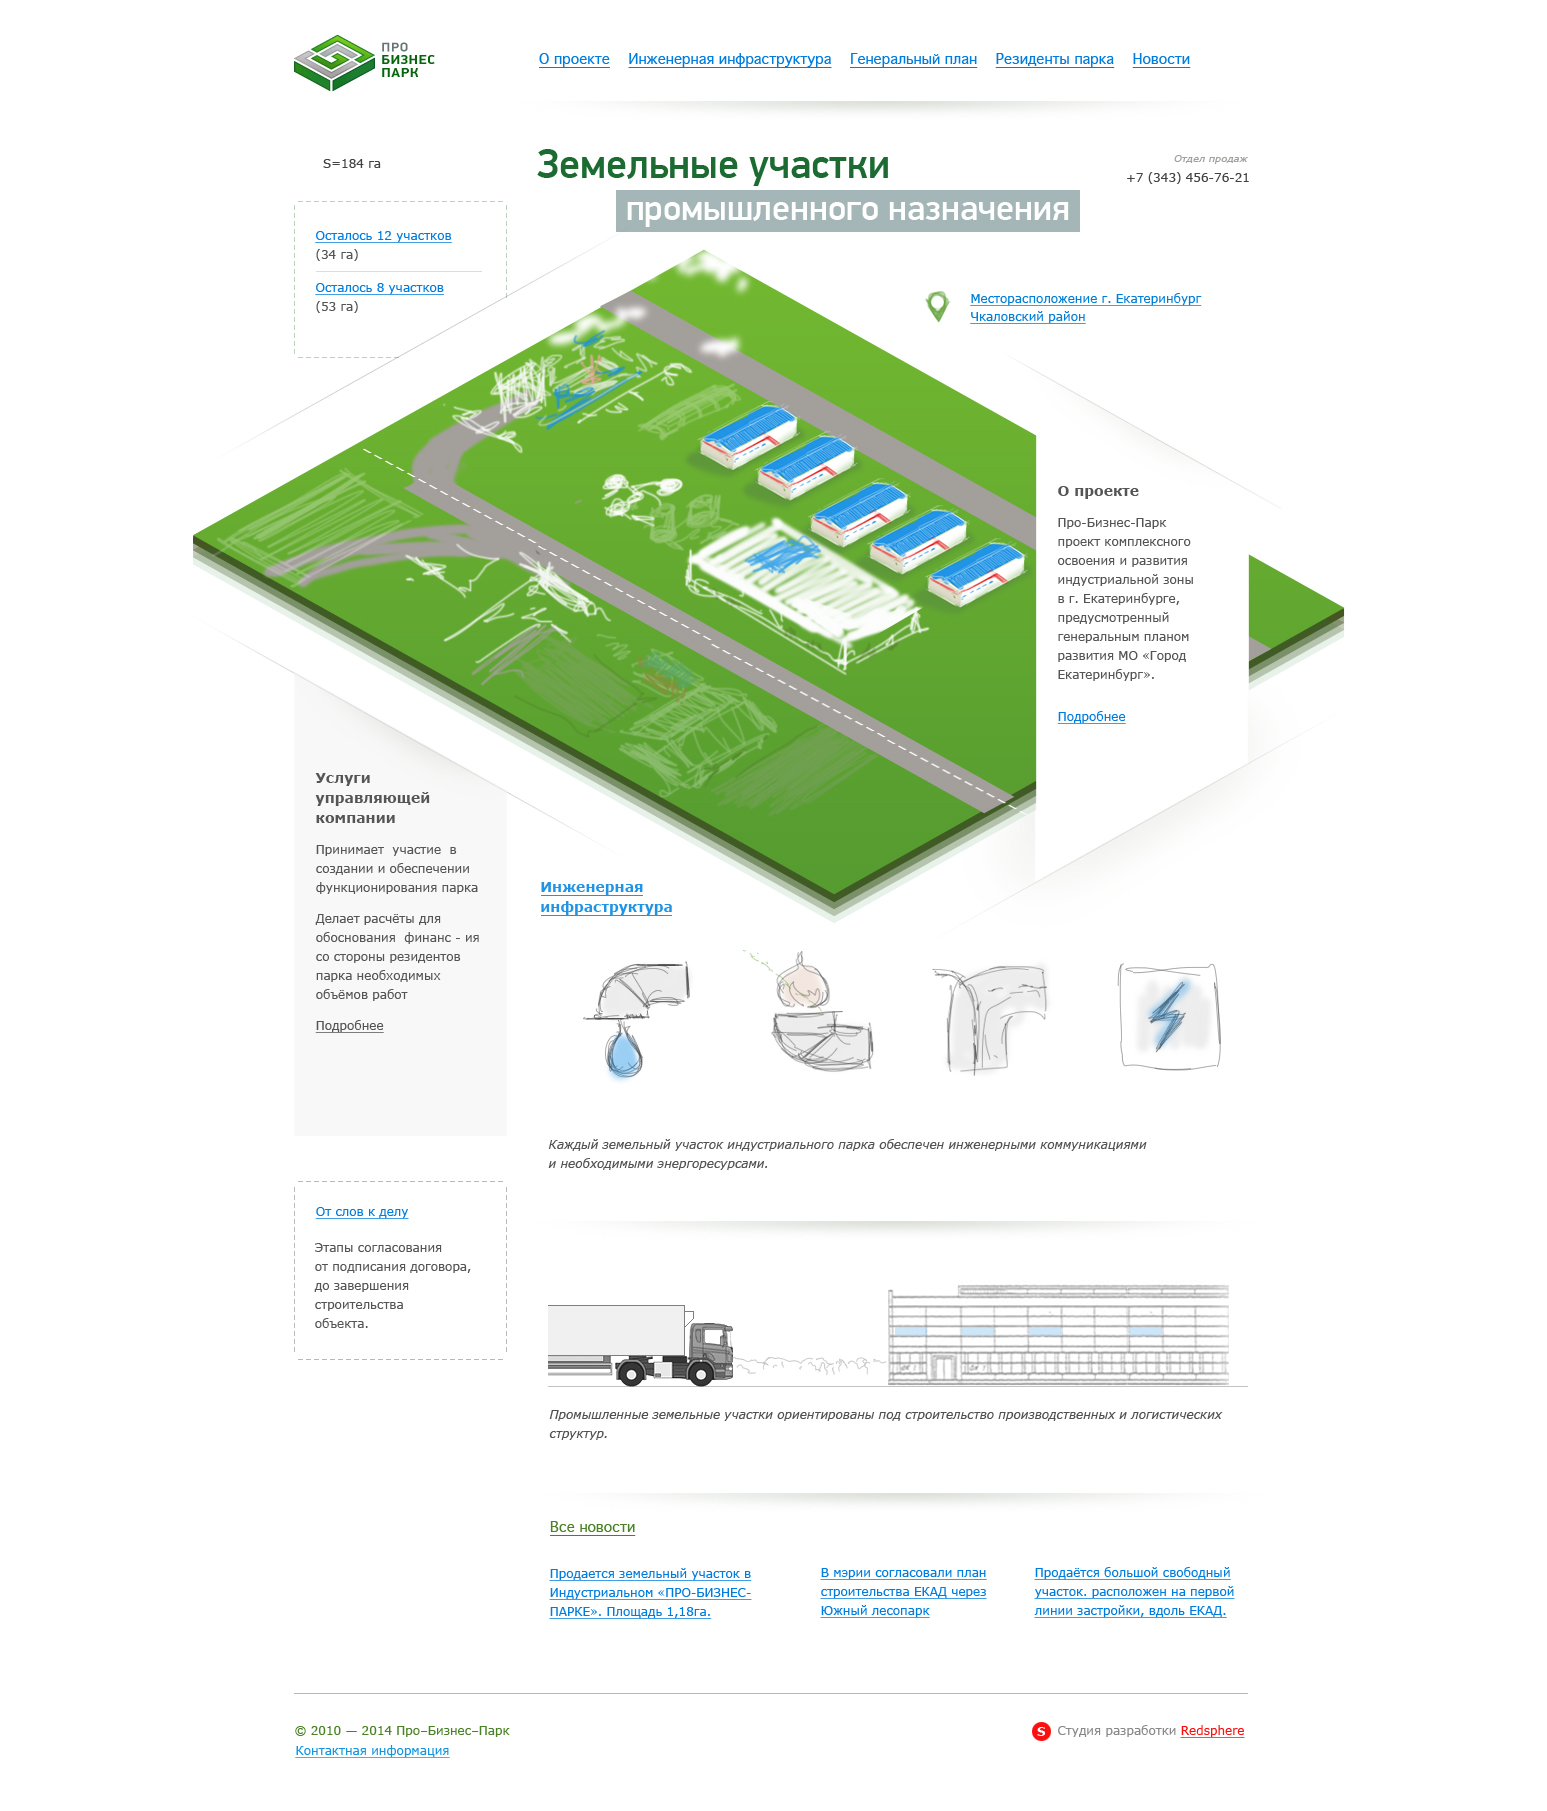 ПРО
БИЗНЕС
ПАРК
О проекте Инженерная инфраструктура Генеральный план Резиденты парка Новости
S=184 га
Земельные участки
промышленного назначения
Отдел продаж
+7 (343) 456-76-21
Осталось 12 участков
(34 га)
Осталось 8 участков
(53 га)
Месторасположение г. Екатеринбург
Чкаловский район
О проекте
Про-Бизнес-Парк
проект комплексного
освоения и развития
индустриальной зоны
в г. Екатеринбурге,
предусмотренный
генеральным планом
развития МО «Город
Екатеринбург».
Подробнее
Услуги
управляющей
компании
Принимает участие в
создании и обеспечении
функционирования парка
Делает расчёты для
обоснования финанс - ия
со стороны резидентов
парка необходимых
объёмов работ
Подробнее
Инженерная
инфраструктура
Каждый земельный участок индустриального парка обеспечен инженерными коммуникациями
и необходимыми энергоресурсами.
От слов к делу
Этапы согласования
от подписания договора,
до завершения
строительства
объекта.
Промышленные земельные участки ориентированы под строительство производственных и логистических
структур.
Все новости
Продается земельный участок в
Индустриальном «ПРО-БИЗНЕС-
ПАРКЕ». Площадь 1,18га.
В мэрии согласовали план
строительства ЕКАД через
Южный лесопарк
Продаётся большой свободный
участок. расположен на первой
линии застройки, вдоль ЕКАД.
© 2010 — 2014 Про–Бизнес–Парк
Контактная информация
S Студия разработки Redsphere